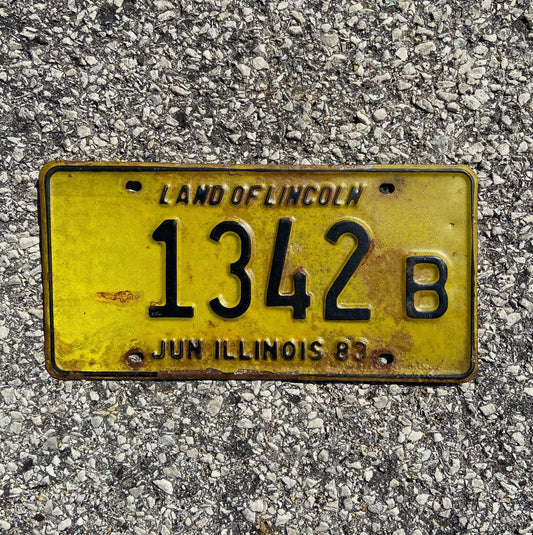 LAND OF LINCOLN
1342 B
JUN ILLINOIS 83